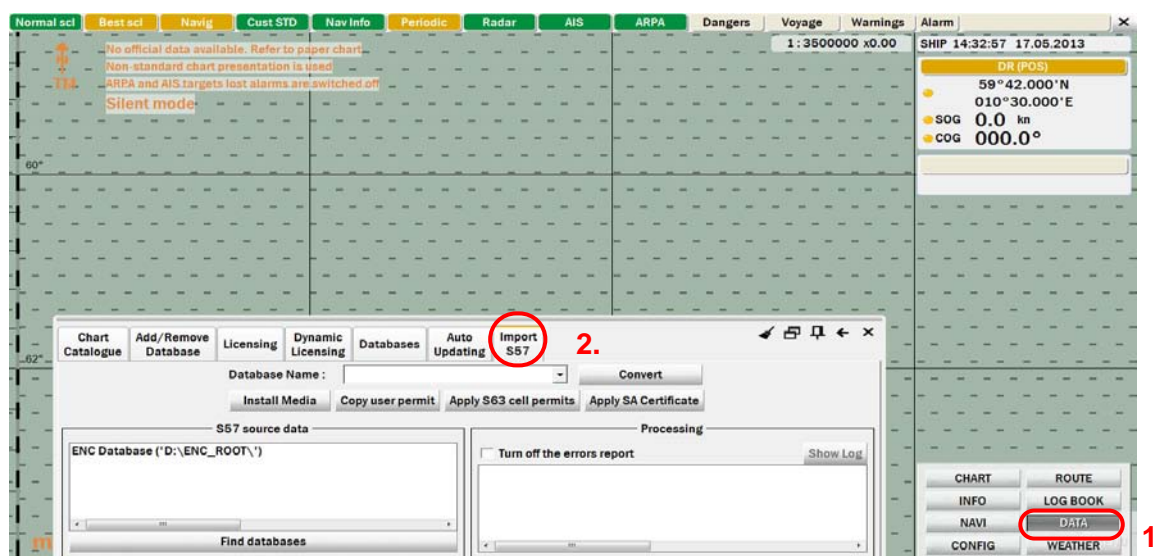 Normal scl Best scl Navig Cust STD Nav Info Periodic Radar AIS ARPA Dangers Voyage Warnings Alarm ×
No official data available. Refer to paper chart
1:3500000 x0.00
SHIP 14:32:57 17.05.2013
N
Non-standard chart presentation is used
DR (POS)
TM
ARPA and AIS targets lost alarms are switched off
59°42.000'N
Silent mode
010°30.000'E
SOG 0.0 kn
COG 000.0°
60°
Chart Catalogue
Add/Remove Database
Licensing
Dynamic Licensing
Databases
Auto Updating
Import S57
2.
62°
Database Name :
Convert
Install Media Copy user permit Apply S63 cell permits Apply SA Certificate
S57 source data
Processing
ENC Database ('D:\ENC_ROOT\')
Turn off the errors report
Show Log
Find databases
CHART ROUTE
INFO LOG BOOK
NAVI DATA
1
CONFIG WEATHER